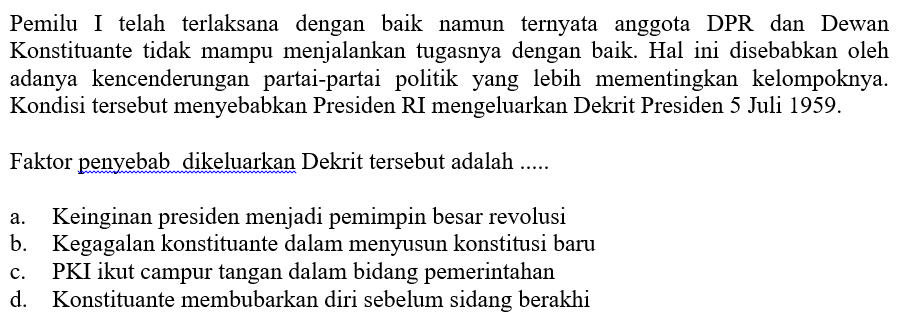 Pemilu I telah terlaksana dengan baik namun ternyata anggota DPR dan Dewan
Konstituante tidak mampu menjalankan tugasnya dengan baik. Hal ini disebabkan oleh
adanya kencenderungan partai-partai politik yang lebih mementingkan kelompoknya.
Kondisi tersebut menyebabkan Presiden RI mengeluarkan Dekrit Presiden 5 Juli 1959.
Faktor penyebab dikeluarkan Dekrit tersebut adalah .....
a. Keinginan presiden menjadi pemimpin besar revolusi
b. Kegagalan konstituante dalam menyusun konstitusi baru
c. PKI ikut campur tangan dalam bidang pemerintahan
d. Konstituante membubarkan diri sebelum sidang berakhi